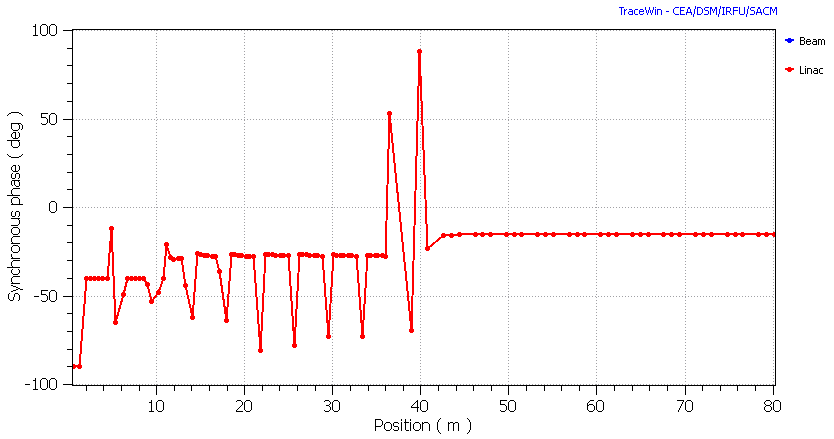 TraceWin - CEA/DSM/IRFU/SACM
Beam
Linac
100
50
0
-50
-100
Synchronous phase ( deg )
10 20 30 40 50 60 70 80
Position ( m )